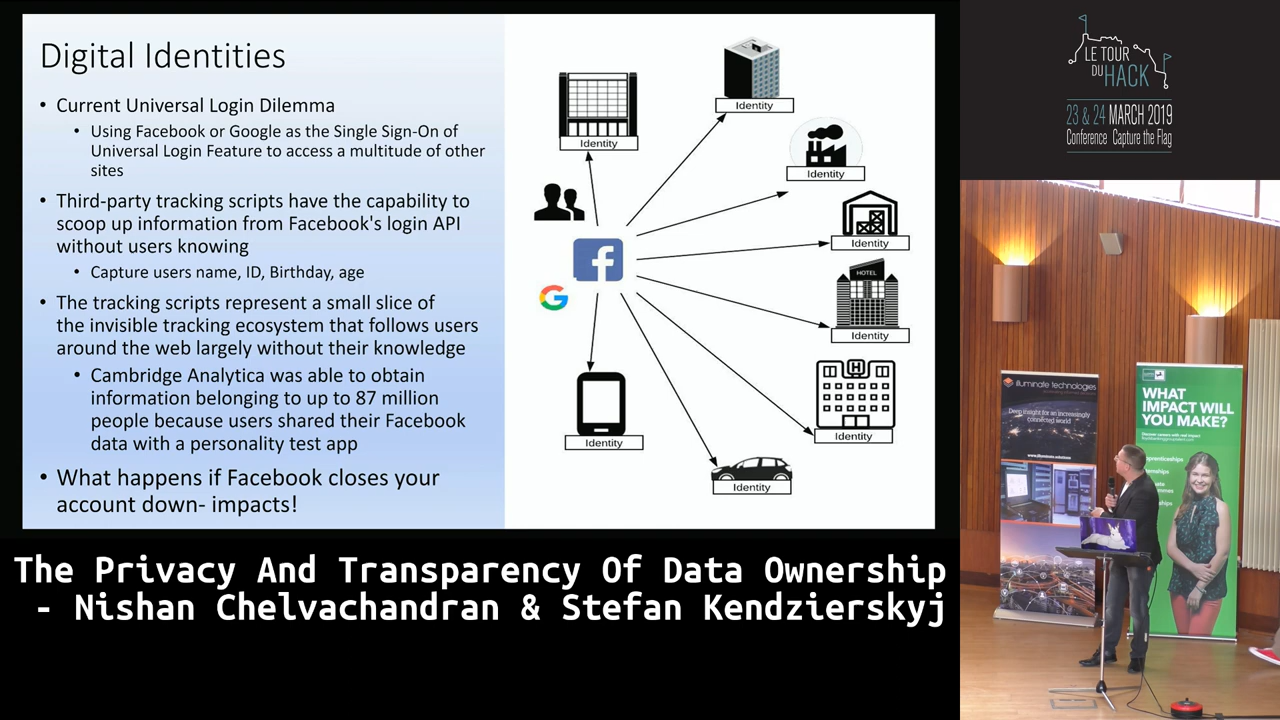 Digital Identities
• Current Universal Login Dilemma
• Using Facebook or Google as the Single Sign-On of
Universal Login Feature to access a multitude of other
sites
• Third-party tracking scripts have the capability to
scoop up information from Facebook's login API
without users knowing
• Capture users name, ID, Birthday, age
• The tracking scripts represent a small slice of
the invisible tracking ecosystem that follows users
around the web largely without their knowledge
• Cambridge Analytica was able to obtain
information belonging to up to 87 million
people because users shared their Facebook
data with a personality test app
• What happens if Facebook closes your
account down- impacts!
Identity
Identity
Identity
Identity
HOTEL
Identity
H
Identity
Identity
Identity
The Privacy And Transparency Of Data Ownership
- Nishan Chelvachandran & Stefan Kendzierskyj
LE TOUR
DU HACK
23 & 24 MARCH 2019
Conference Capture the Flag
illuminate technologies
Deep insight for an increasingly
connected world
WHAT
IMPACT WILL
YOU MAKE?